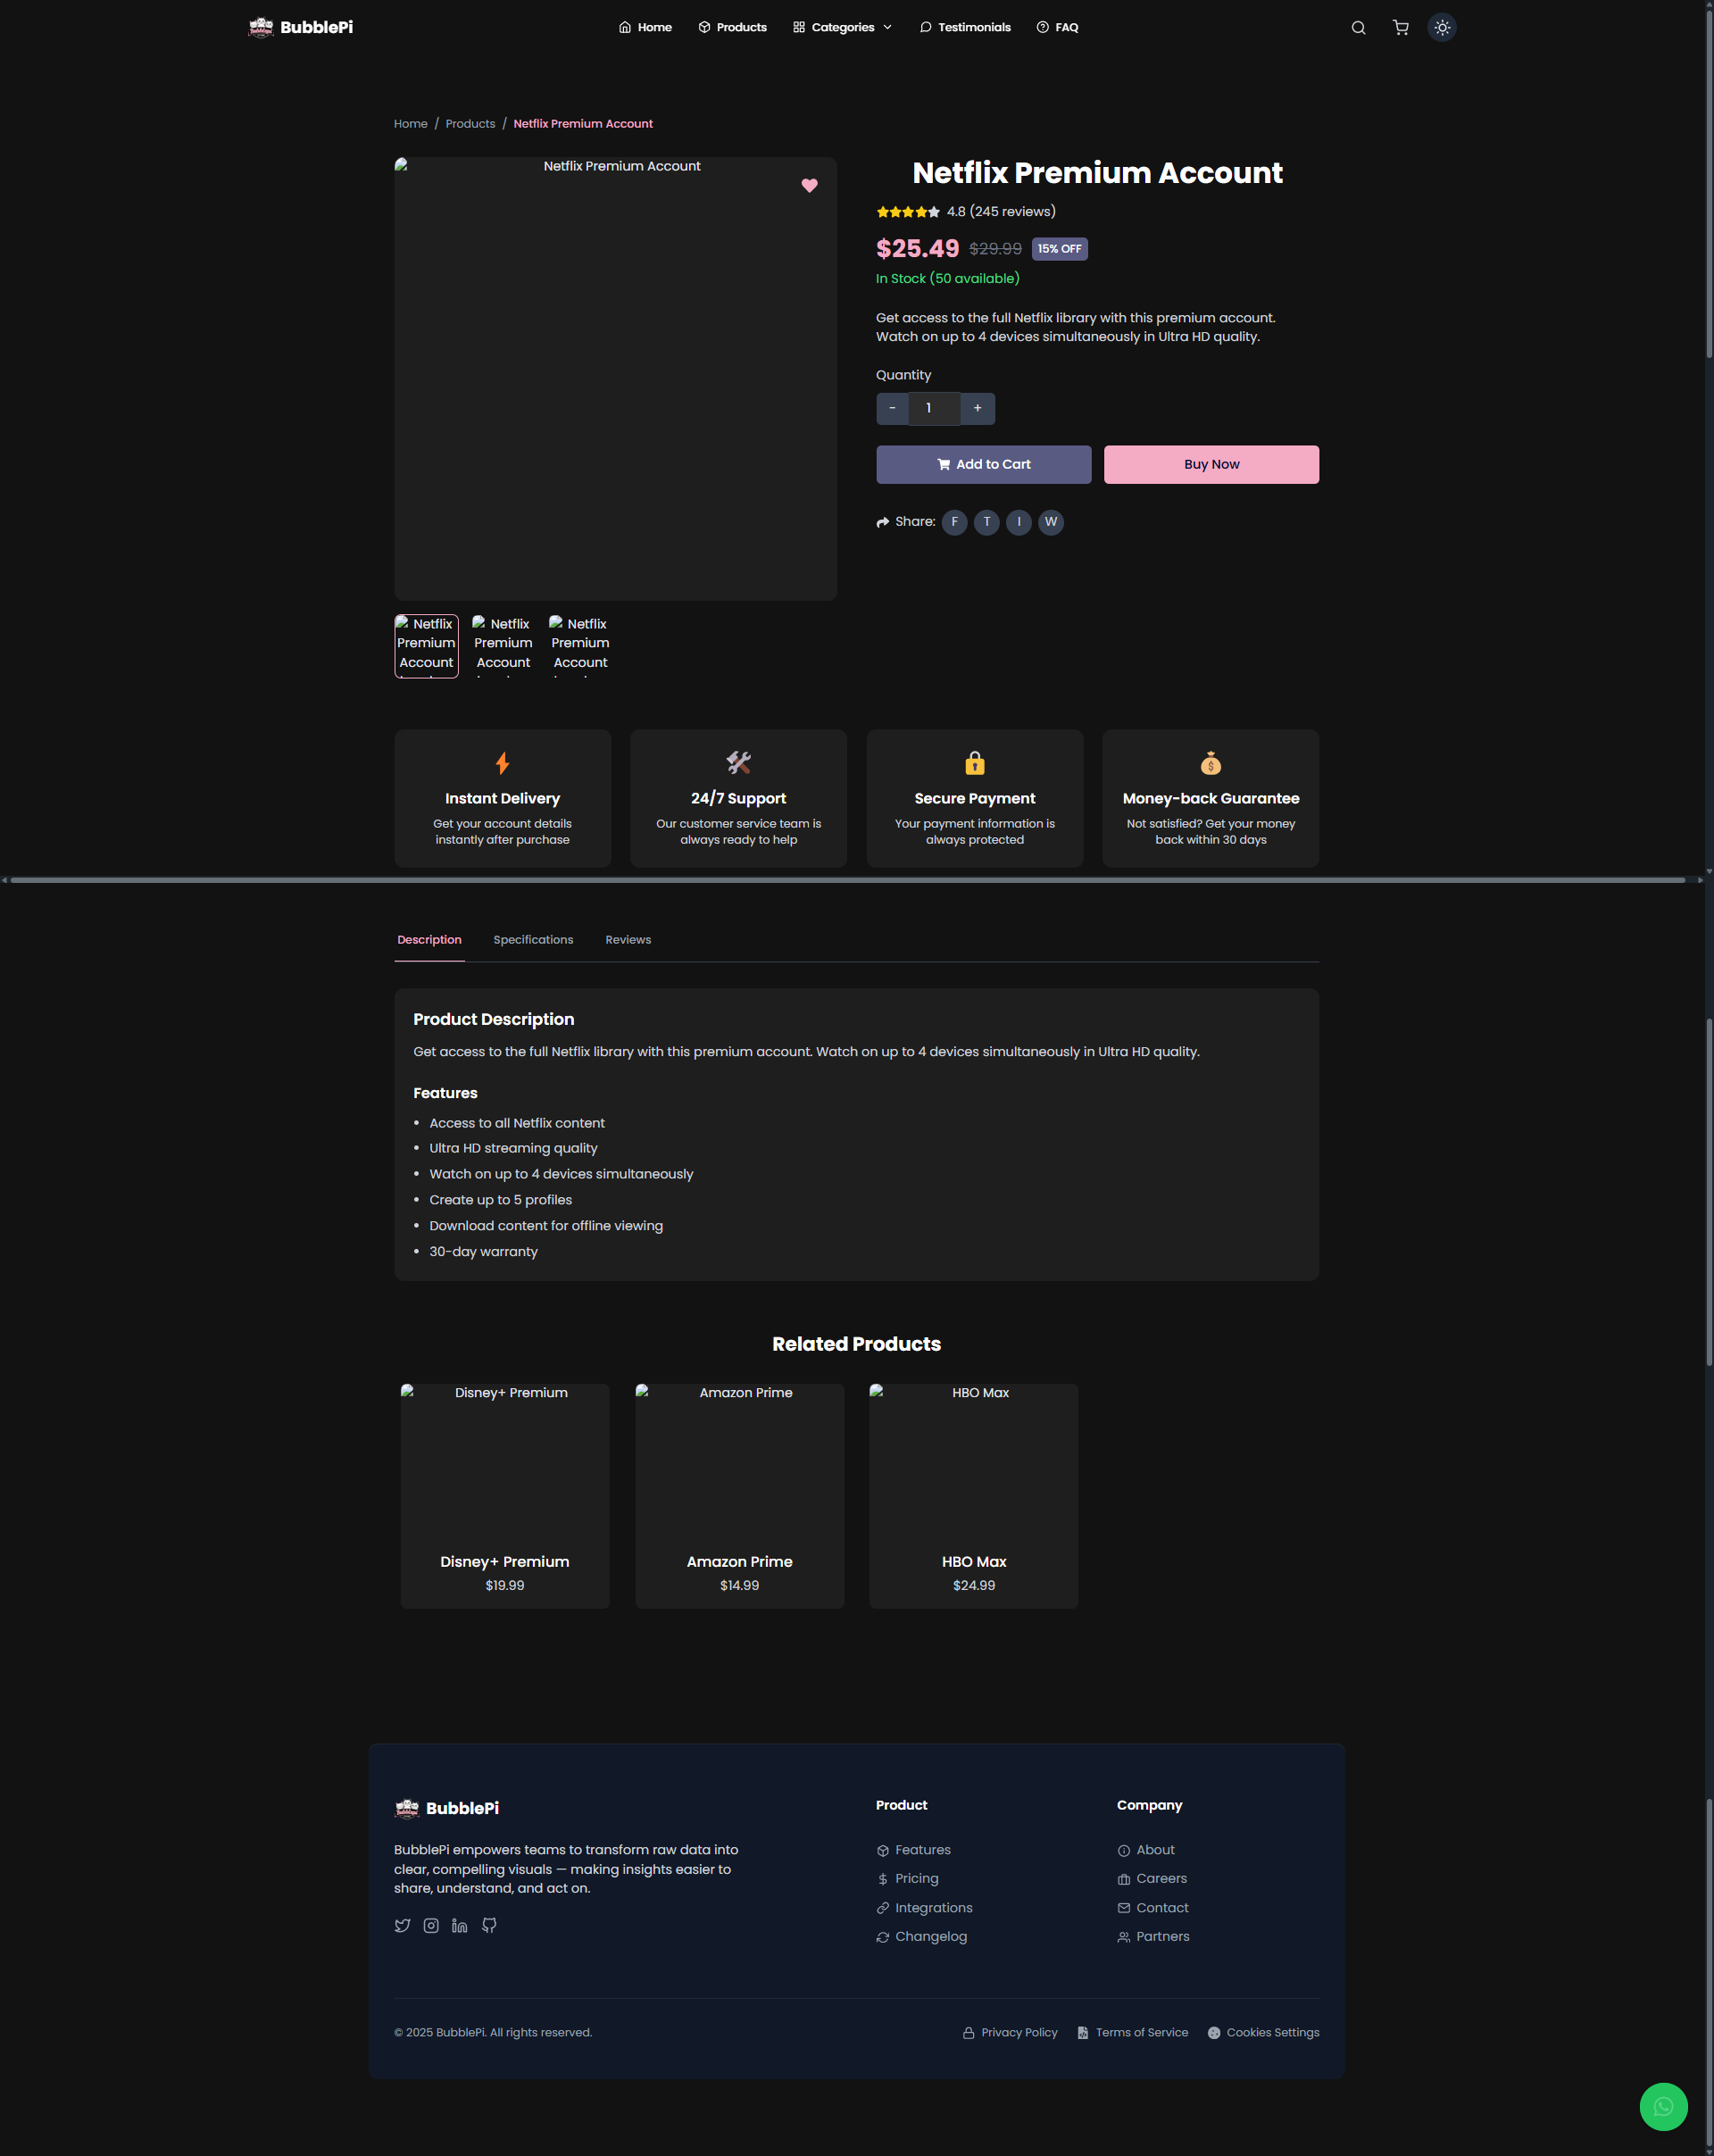 BubblePi
Home
Products
Categories
Testimonials
FAQ
Home / Products / Netflix Premium Account
Netflix Premium Account
Netflix Premium Account
4.8 (245 reviews)
$25.49 $29.99 15% OFF
In Stock (50 available)
Get access to the full Netflix library with this premium account.
Watch on up to 4 devices simultaneously in Ultra HD quality.
Quantity
- 1 +
Add to Cart
Buy Now
Share: F T I W
Netflix
Premium
Account
Netflix
Premium
Account
Netflix
Premium
Account
Instant Delivery
Get your account details
instantly after purchase
24/7 Support
Our customer service team is
always ready to help
Secure Payment
Your payment information is
always protected
Money-back Guarantee
Not satisfied? Get your money
back within 30 days
Description
Specifications
Reviews
Product Description
Get access to the full Netflix library with this premium account. Watch on up to 4 devices simultaneously in Ultra HD quality.
Features
• Access to all Netflix content
• Ultra HD streaming quality
• Watch on up to 4 devices simultaneously
• Create up to 5 profiles
• Download content for offline viewing
• 30-day warranty
Related Products
Disney+ Premium
Disney+ Premium
$19.99
Amazon Prime
Amazon Prime
$14.99
HBO Max
HBO Max
$24.99
BubblePi
BubblePi empowers teams to transform raw data into
clear, compelling visuals — making insights easier to
share, understand, and act on.
Product
Features
Pricing
Integrations
Changelog
Company
About
Careers
Contact
Partners
© 2025 BubblePi. All rights reserved.
Privacy Policy
Terms of Service
Cookies Settings